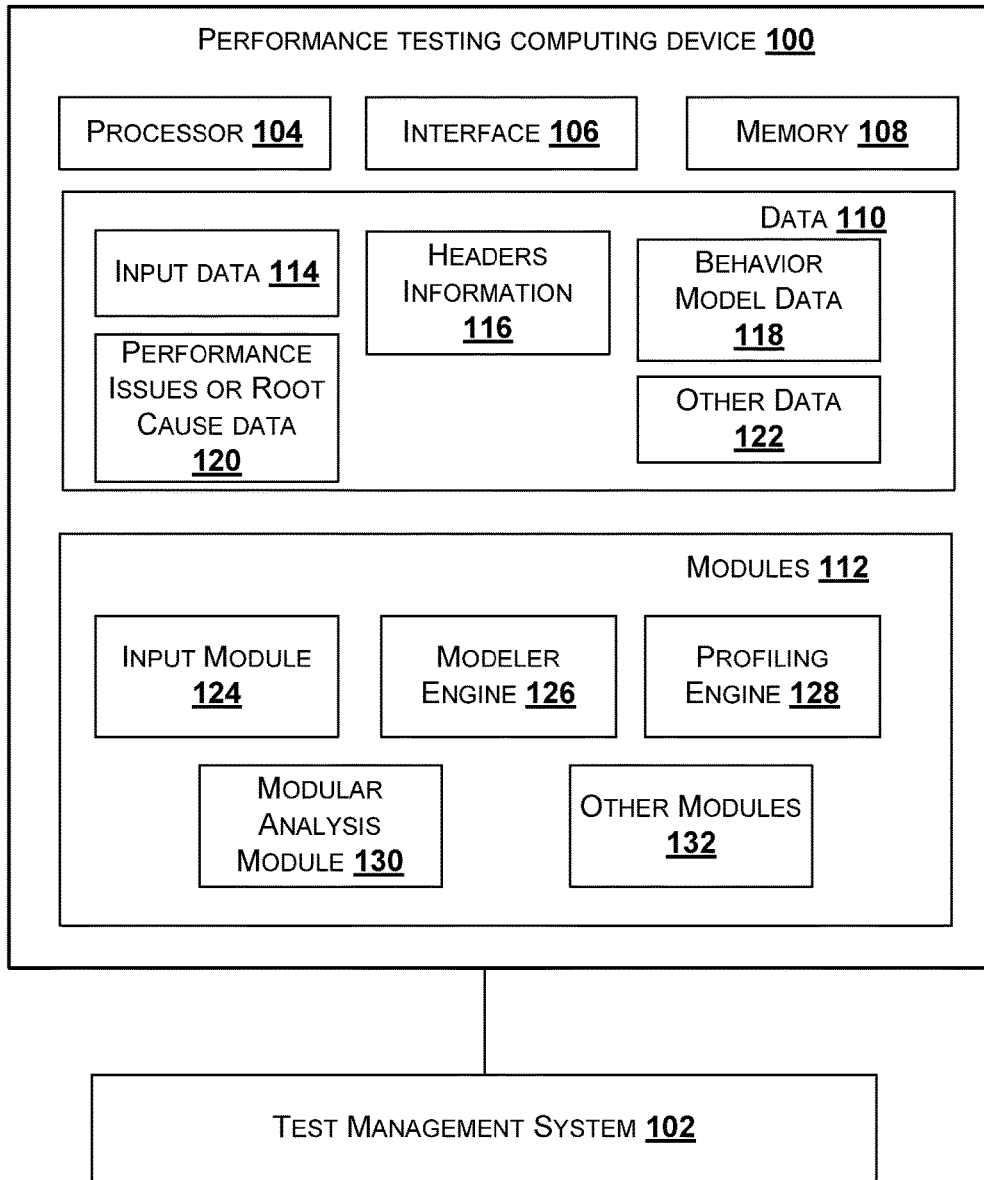 PERFORMANCE TESTING COMPUTING DEVICE 100
PROCESSOR 104
INTERFACE 106
MEMORY 108
DATA 110
INPUT DATA 114
HEADERS
INFORMATION
116
BEHAVIOR
MODEL DATA
118
PERFORMANCE
ISSUES OR ROOT
CAUSE DATA
120
OTHER DATA
122
MODULES 112
INPUT MODULE
124
MODELER
ENGINE 126
PROFILING
ENGINE 128
MODULAR
ANALYSIS
MODULE 130
OTHER MODULES
132
TEST MANAGEMENT SYSTEM 102